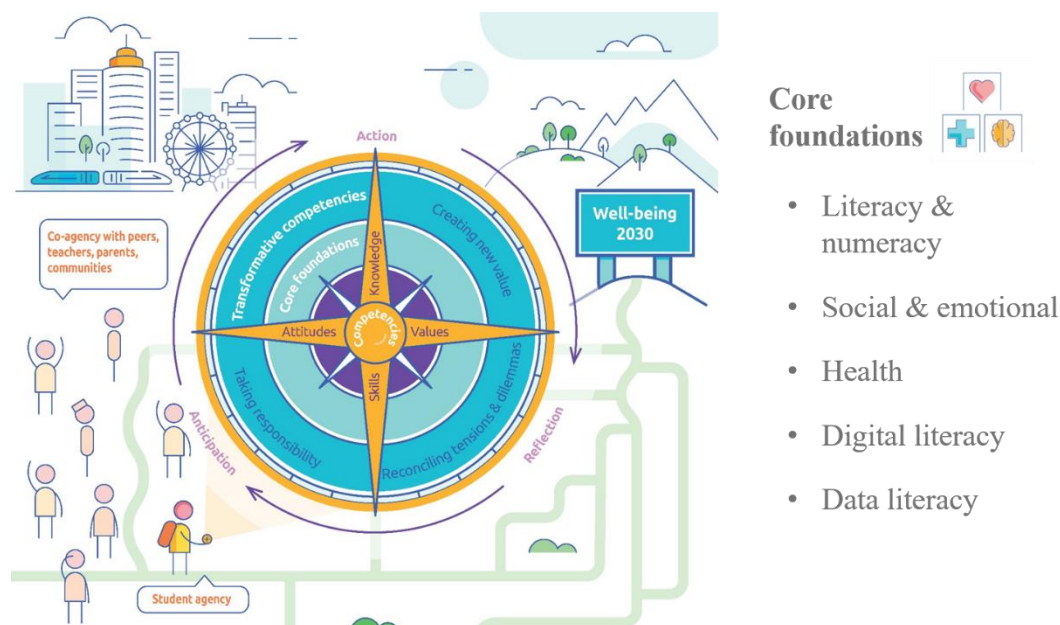 Action
Transformative competencies
Core foundations
Creating new value
Knowledge
Attitudes
Competencies
Values
Skills
Taking responsibility
Reconciling tensions & dilemmas
Anticipation
Reflection
Co-agency with peers,
teachers, parents,
communities
Student agency
Well-being
2030
Core
foundations
• Literacy &
numeracy
• Social & emotional
• Health
• Digital literacy
• Data literacy